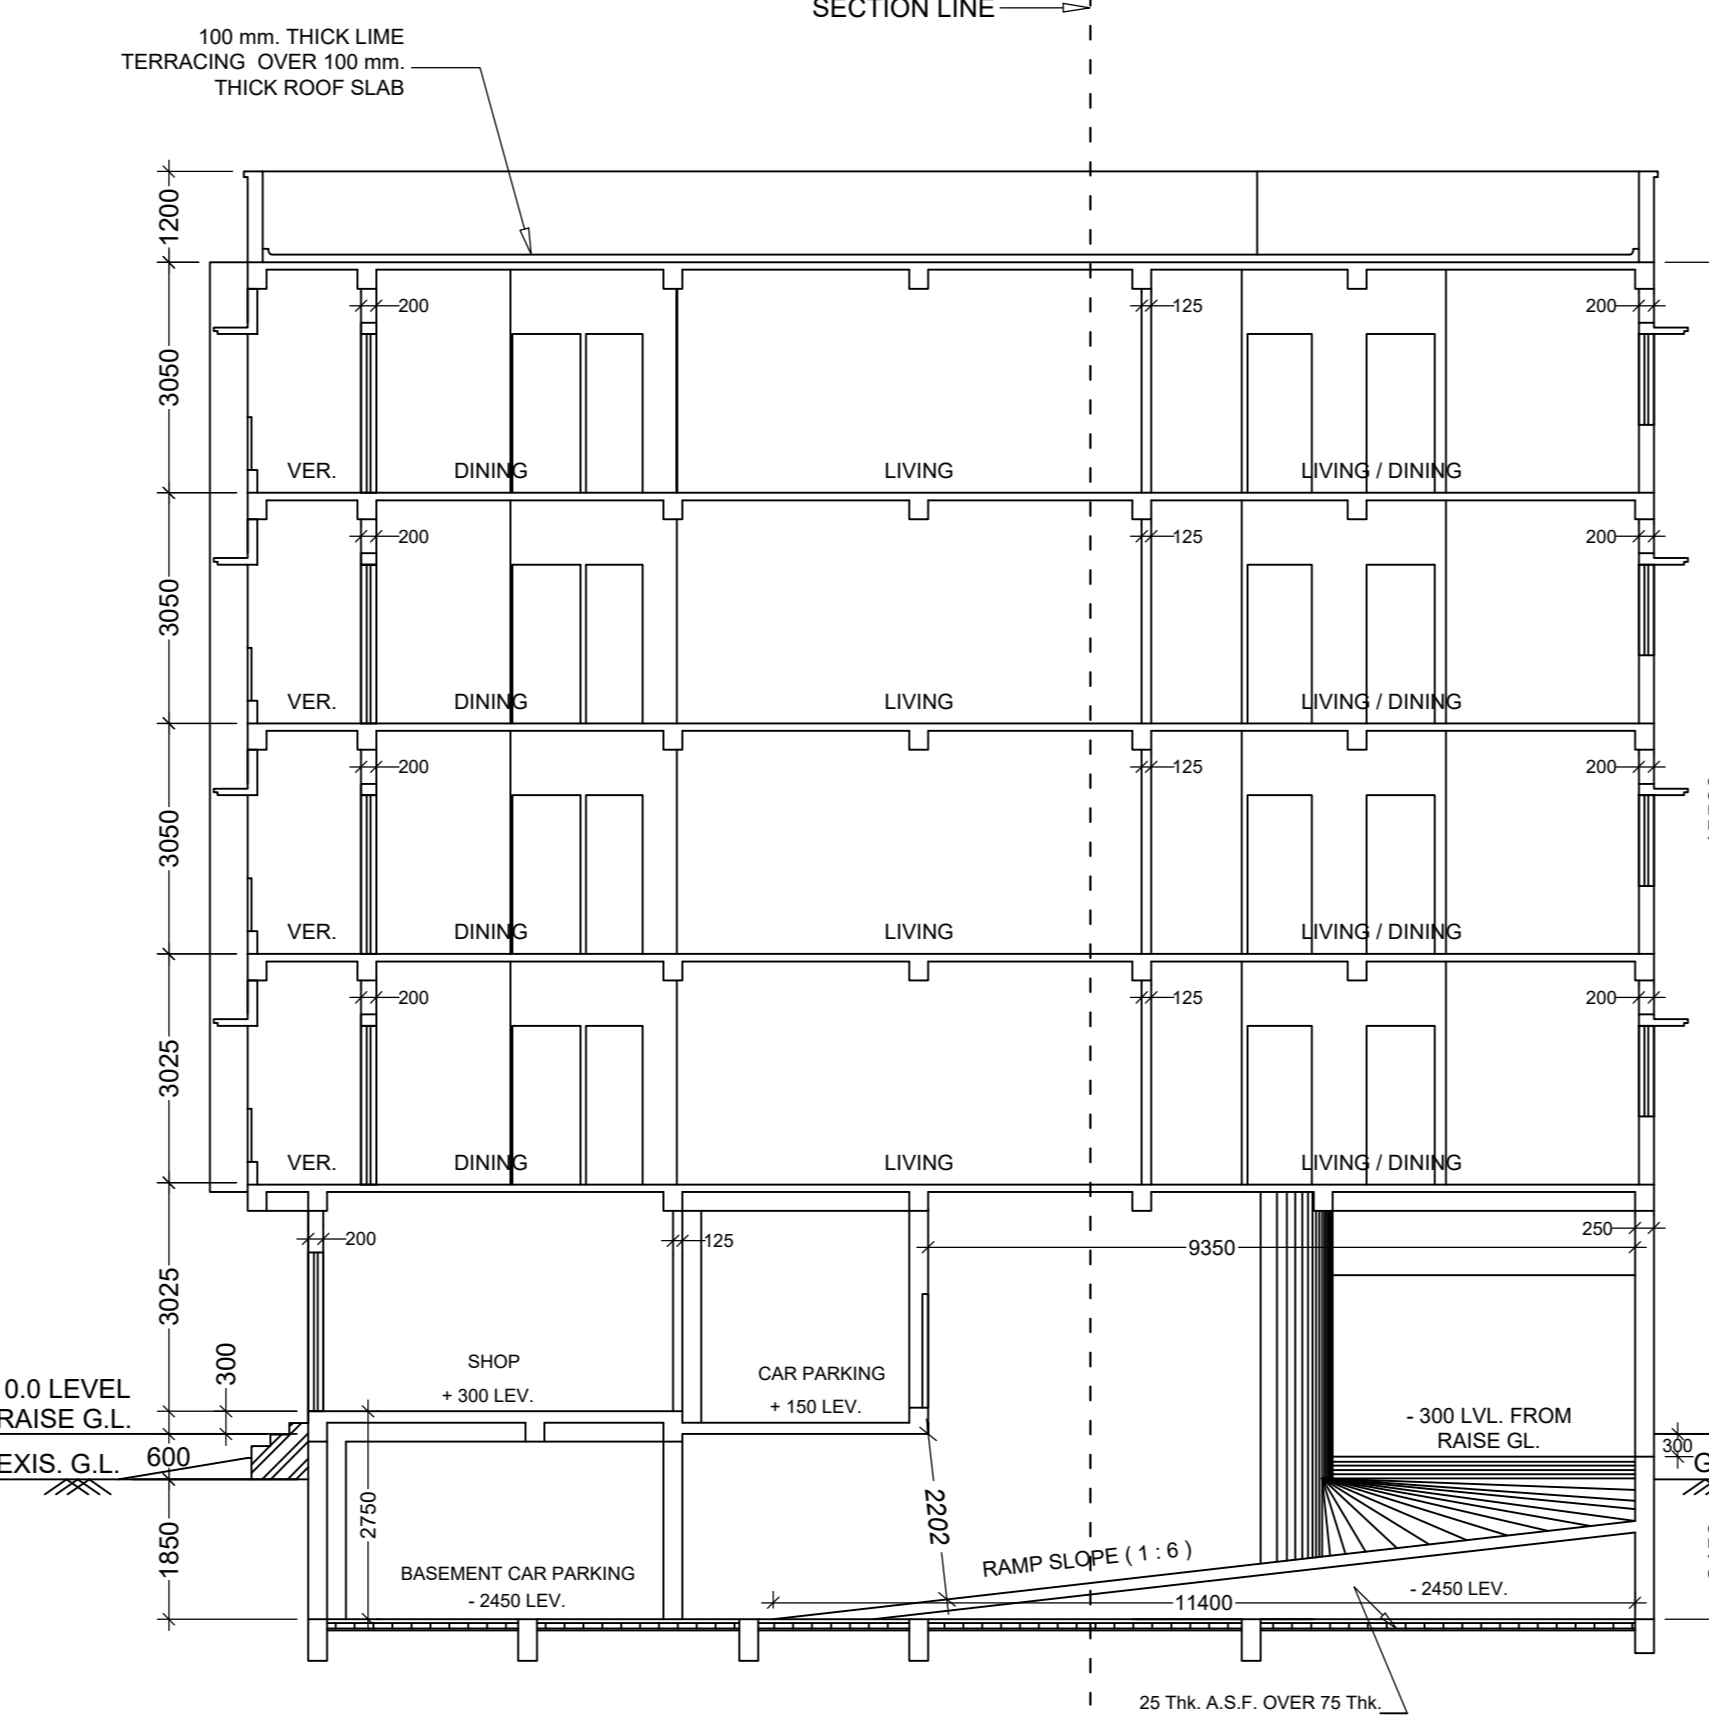 SECTION LINE
100 mm. THICK LIME
TERRACING OVER 100 mm.
THICK ROOF SLAB
1200
3050
200
125
200
VER.
DINING
LIVING
LIVING / DINING
3050
200
125
200
VER.
DINING
LIVING
LIVING / DINING
3050
200
125
200
VER.
DINING
LIVING
LIVING / DINING
3025
200
125
200
VER.
DINING
LIVING
LIVING / DINING
3025
200
125
9350
250
300
SHOP
+ 300 LEV.
CAR PARKING
+ 150 LEV.
0.0 LEVEL
RAISE G.L.
- 300 LVL. FROM
RAISE GL.
300
EXIS. G.L.
600
G
1850
2750
2202
RAMP SLOPE ( 1 : 6 )
BASEMENT CAR PARKING
- 2450 LEV.
11400
- 2450 LEV.
25 Thk. A.S.F. OVER 75 Thk.